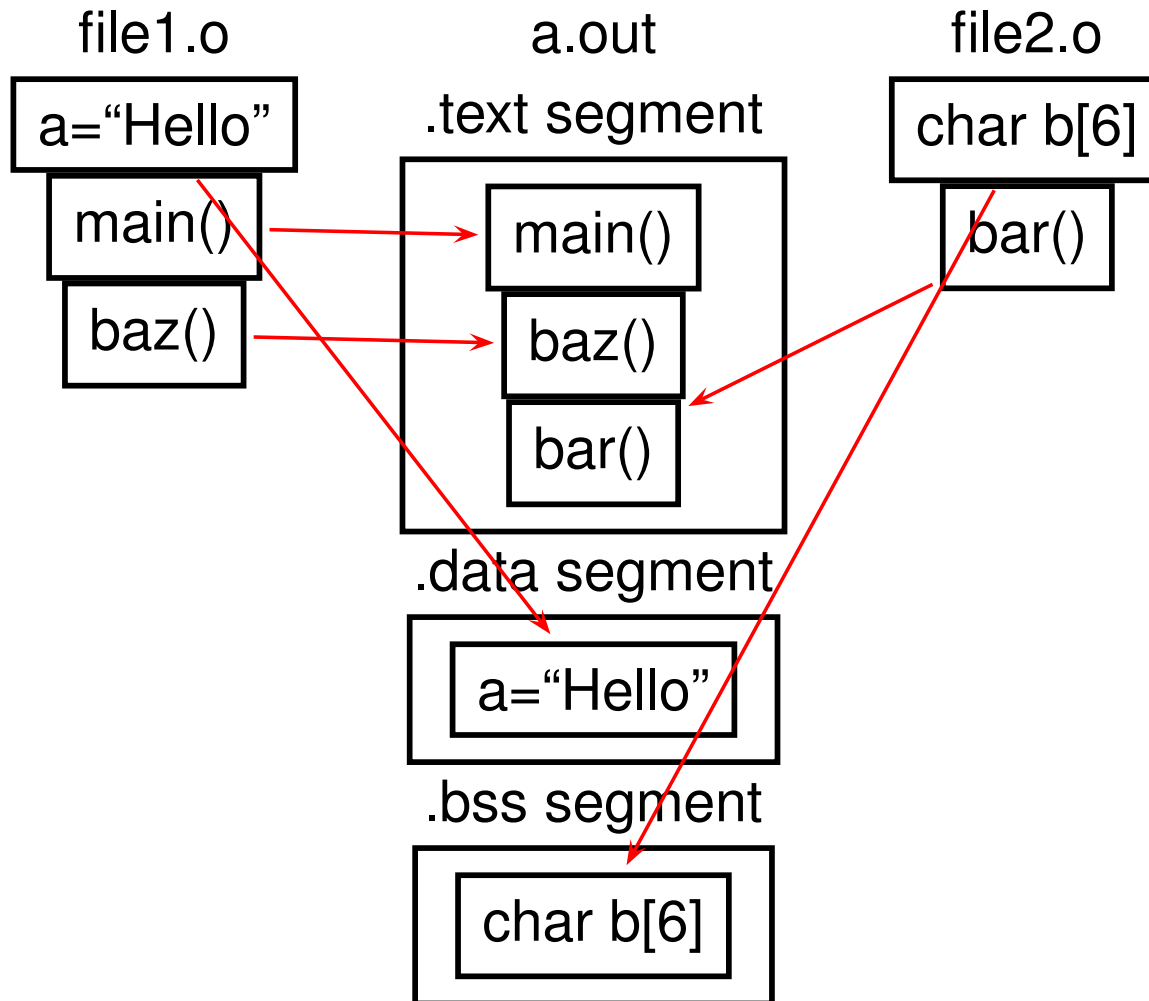 file1.o
a=“Hello”
main()
baz()
a.out
.text segment
main()
baz()
bar()
.data segment
a=“Hello”
.bss segment
char b[6]
file2.o
char b[6]
bar()